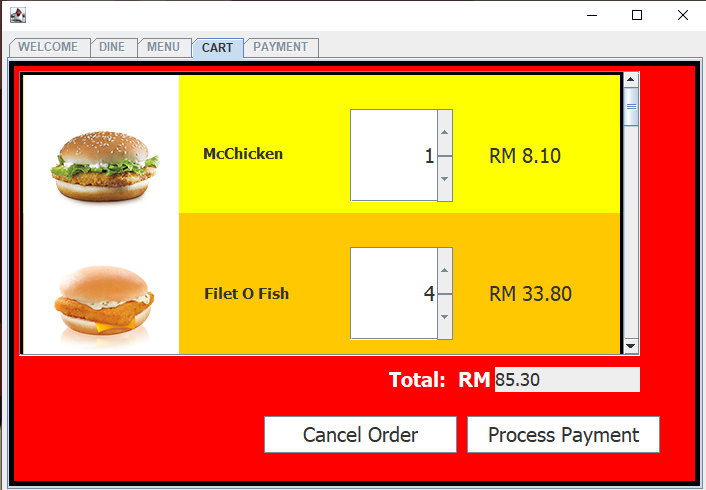 WELCOME DINE MENU CART PAYMENT
McChicken 1 RM 8.10
Filet O Fish 4 RM 33.80
Total: RM 85.30
Cancel Order Process Payment